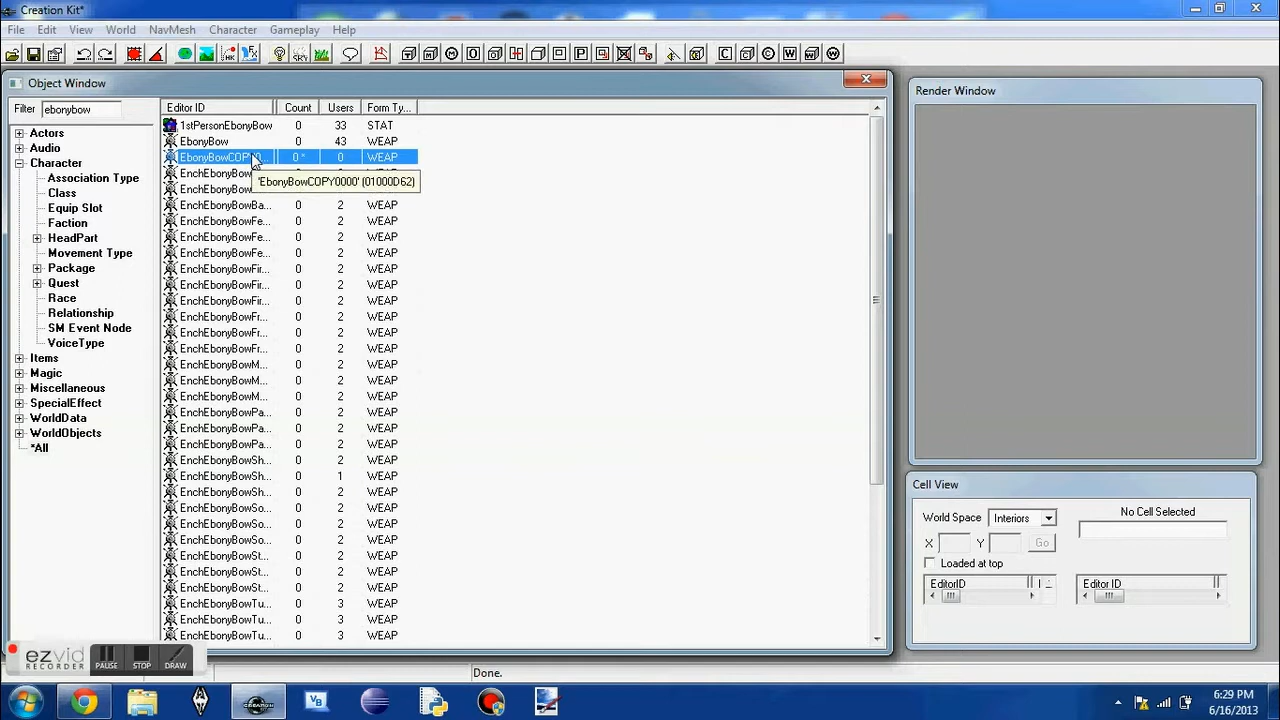 Creation Kit*
File Edit View World NavMesh Character Gameplay Help
Object Window
Filter ebonybow
Actors
Audio
Character
Association Type
Class
Equip Slot
Faction
HeadPart
Movement Type
Package
Quest
Race
Relationship
SM Event Node
VoiceType
Items
Magic
Miscellaneous
SpecialEffect
WorldData
WorldObjects
*All
Editor ID Count Users Form Ty...
1stPersonEbonyBow 0 33 STAT
EbonyBow 0 43 WEAP
EbonyBowCOPY0... 0 * 0 WEAP
EnchEbonyBow
'EbonyBowCOPY0000' (01000D62)
EnchEbonyBow
EnchEbonyBowBa... 0 2 WEAP
EnchEbonyBowFe... 0 2 WEAP
EnchEbonyBowFe... 0 2 WEAP
EnchEbonyBowFe... 0 2 WEAP
EnchEbonyBowFir... 0 2 WEAP
EnchEbonyBowFir... 0 2 WEAP
EnchEbonyBowFir... 0 2 WEAP
EnchEbonyBowFr... 0 2 WEAP
EnchEbonyBowFr... 0 2 WEAP
EnchEbonyBowFr... 0 2 WEAP
EnchEbonyBowM... 0 2 WEAP
EnchEbonyBowM... 0 2 WEAP
EnchEbonyBowM... 0 2 WEAP
EnchEbonyBowPa... 0 2 WEAP
EnchEbonyBowPa... 0 2 WEAP
EnchEbonyBowPa... 0 2 WEAP
EnchEbonyBowSh... 0 2 WEAP
EnchEbonyBowSh... 0 1 WEAP
EnchEbonyBowSh... 0 2 WEAP
EnchEbonyBowSo... 0 2 WEAP
EnchEbonyBowSo... 0 2 WEAP
EnchEbonyBowSo... 0 2 WEAP
EnchEbonyBowSt... 0 2 WEAP
EnchEbonyBowSt... 0 2 WEAP
EnchEbonyBowSt... 0 2 WEAP
EnchEbonyBowTu... 0 3 WEAP
EnchEbonyBowTu... 0 3 WEAP
EnchEbonyBowTu... 0 3 WEAP
Render Window
Cell View
World Space Interiors
No Cell Selected
X Y Go
Loaded at top
EditorID
Editor ID
ezvid
RECORDER
PAUSE STOP DRAW
Done.
6:29 PM
6/16/2013